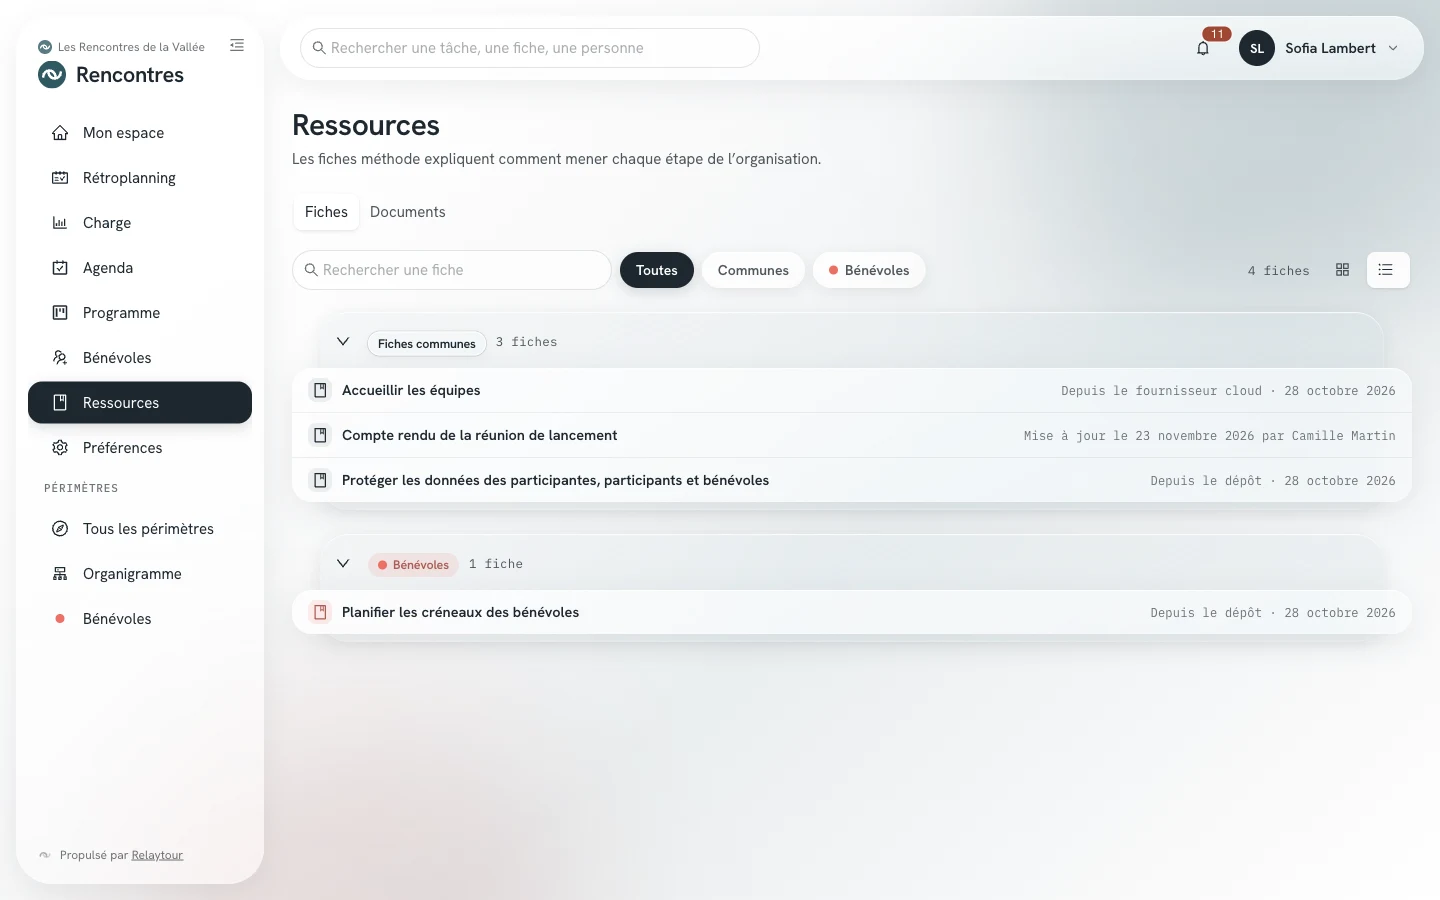 Les Rencontres de la Vallée
Rencontres
Mon espace
Rétroplanning
Charge
Agenda
Programme
Bénévoles
Ressources
Préférences
PÉRIMÈTRES
Tous les périmètres
Organigramme
Bénévoles
Propulsé par Relaytour
Rechercher une tâche, une fiche, une personne
11
SL
Sofia Lambert
Ressources
Les fiches méthode expliquent comment mener chaque étape de l’organisation.
Fiches
Documents
Rechercher une fiche
Toutes
Communes
Bénévoles
4 fiches
Fiches communes
3 fiches
Accueillir les équipes
Depuis le fournisseur cloud · 28 octobre 2026
Compte rendu de la réunion de lancement
Mise à jour le 23 novembre 2026 par Camille Martin
Protéger les données des participantes, participants et bénévoles
Depuis le dépôt · 28 octobre 2026
Bénévoles
1 fiche
Planifier les créneaux des bénévoles
Depuis le dépôt · 28 octobre 2026